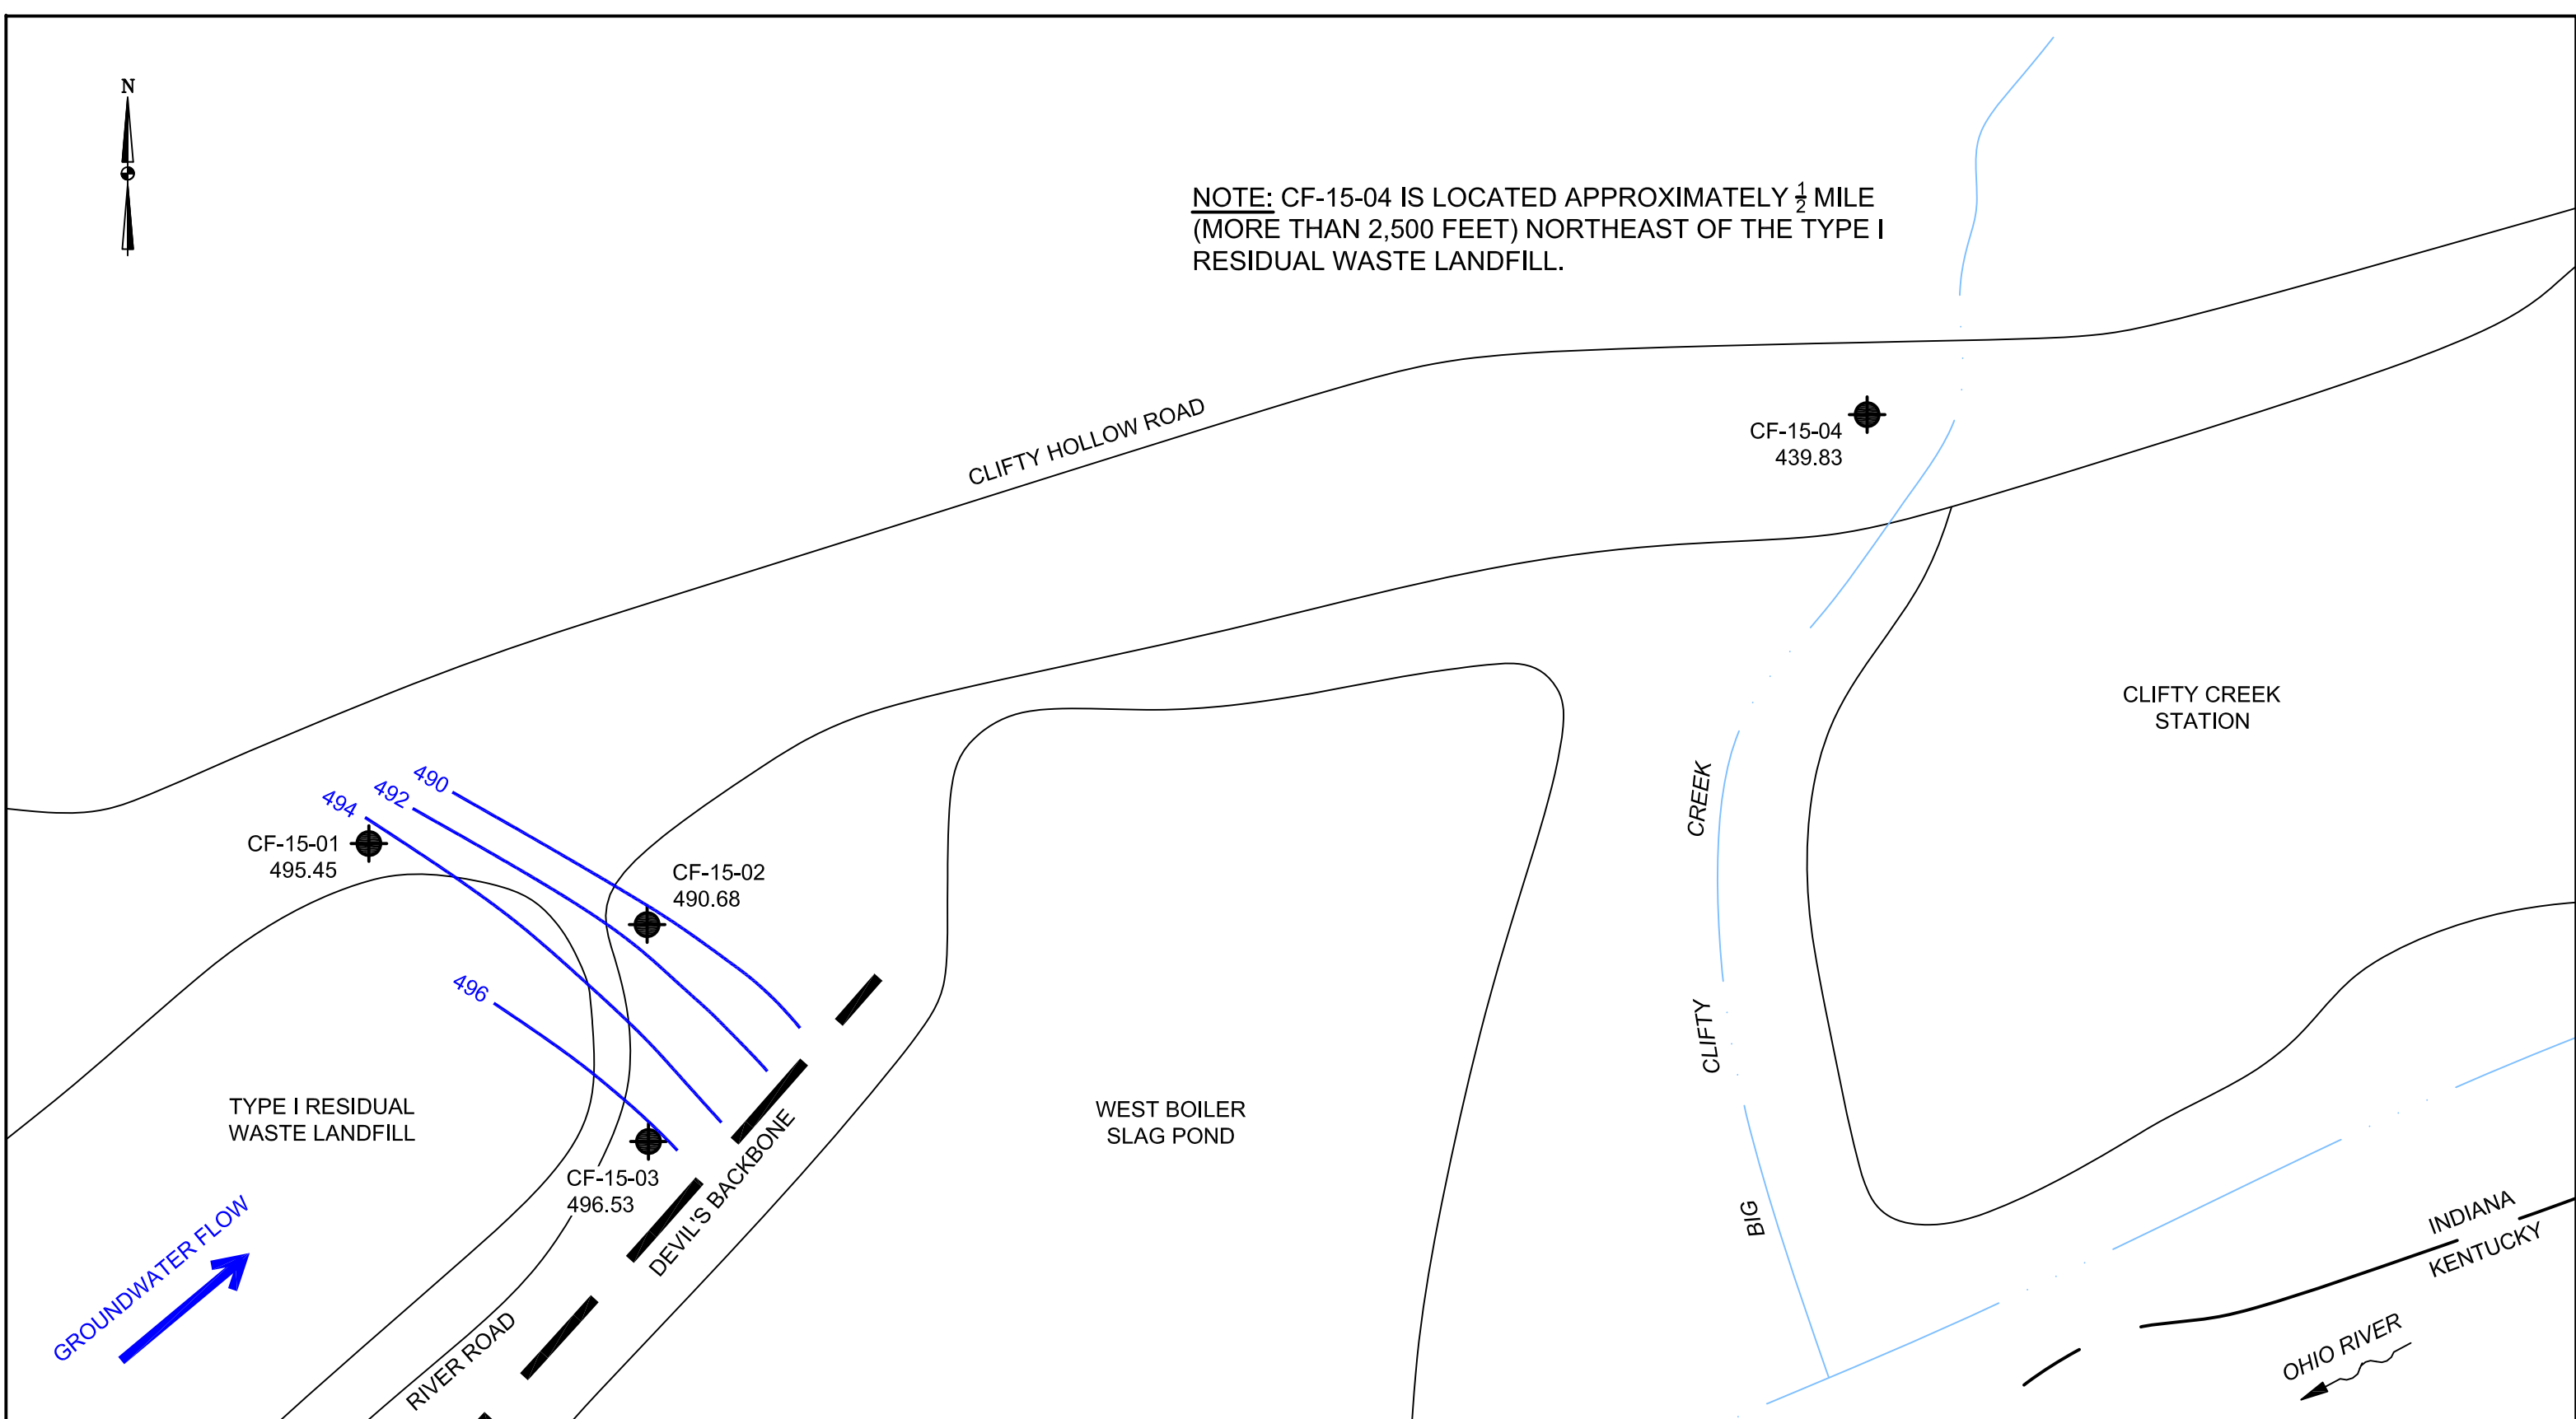 N
NOTE: CF-15-04 IS LOCATED APPROXIMATELY 1/2 MILE
(MORE THAN 2,500 FEET) NORTHEAST OF THE TYPE I
RESIDUAL WASTE LANDFILL.
CLIFTY HOLLOW ROAD
CF-15-04
439.83
CLIFTY CREEK
STATION
490
492
494
CF-15-01
495.45
CF-15-02
490.68
496
CREEK
CLIFTY
BIG
TYPE I RESIDUAL
WASTE LANDFILL
WEST BOILER
SLAG POND
CF-15-03
496.53
DEVIL'S BACKBONE
GROUNDWATER FLOW
RIVER ROAD
INDIANA
KENTUCKY
OHIO RIVER